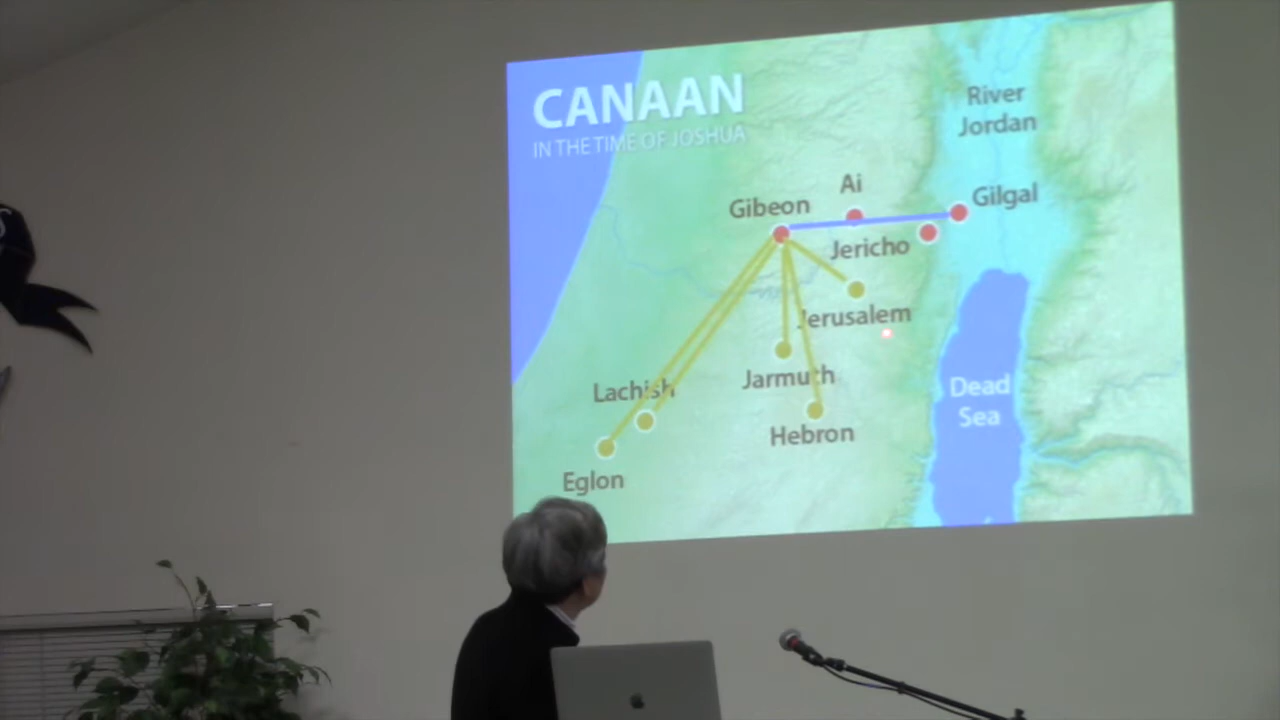 CANAAN
IN THE TIME OF JOSHUA
River
Jordan
Ai
Gilgal
Gibeon
Jericho
Jerusalem
Lachish
Jarmuth
Dead
Sea
Hebron
Eglon